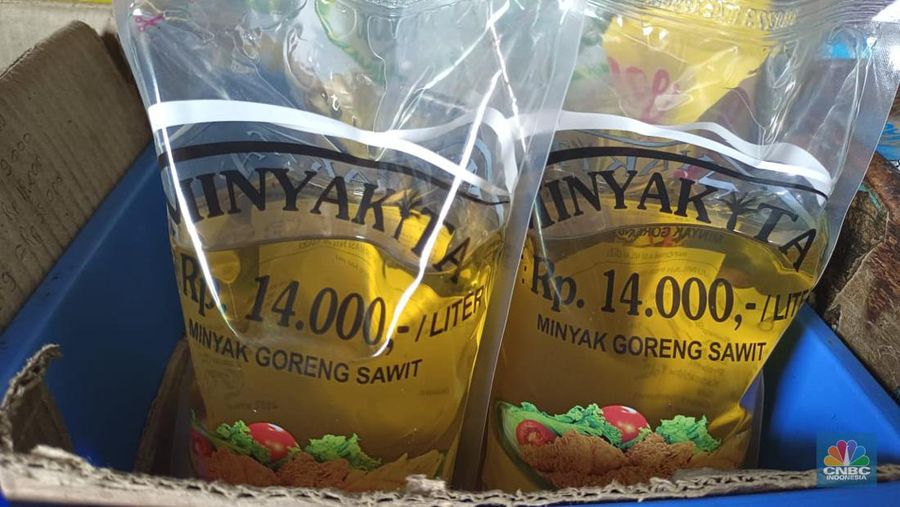 MINYAKITA
Rp. 14.000,-/LITER
MINYAK GORENG SAWIT
MINYAKITA
Rp. 14.000,-/LITER
MINYAK GORENG SAWIT
CNBC
INDONESIA